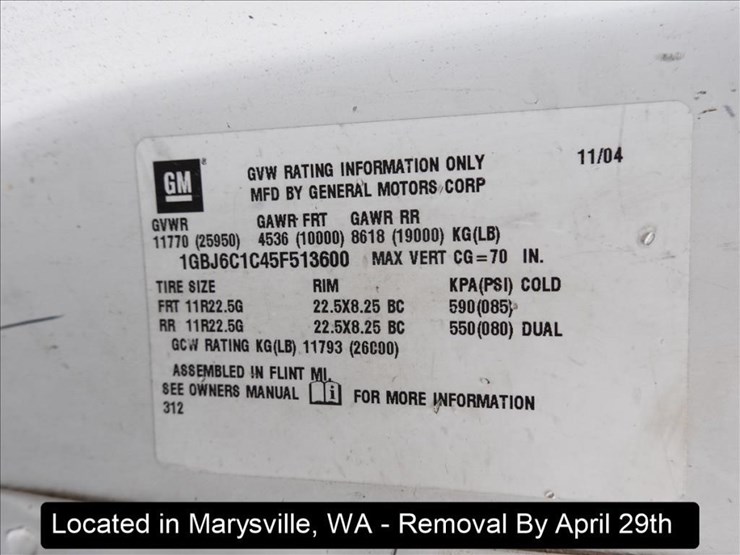 GM
GVW RATING INFORMATION ONLY 11/04
MFD BY GENERAL MOTORS CORP
GVWR GAWR FRT GAWR RR
11770 (25950) 4536 (10000) 8618 (19000) KG(LB)
1GBJ6C1C45F513600 MAX VERT CG=70 IN.
TIRE SIZE RIM KPA(PSI) COLD
FRT 11R22.5G 22.5X8.25 BC 590(085)
RR 11R22.5G 22.5X8.25 BC 550(080) DUAL
GCW RATING KG(LB) 11793 (26000)
ASSEMBLED IN FLINT MI.
SEE OWNERS MANUAL i FOR MORE INFORMATION
312
Located in Marysville, WA - Removal By April 29th